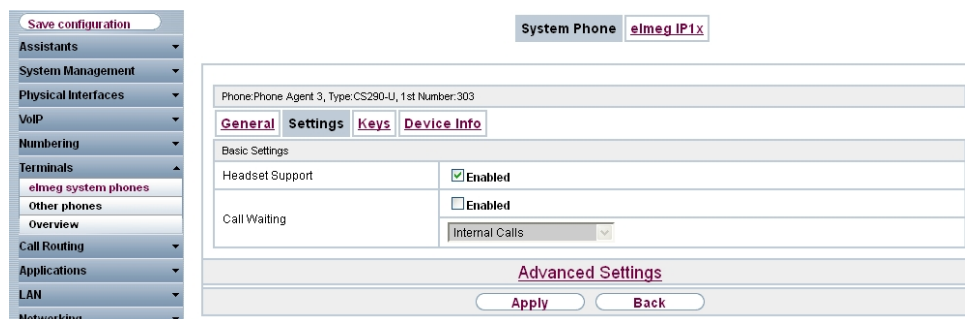 Save configuration
Assistants
System Management
Physical Interfaces
VoIP
Numbering
Terminals
elmeg system phones
Other phones
Overview
Call Routing
Applications
LAN
Networking
System Phone elmeg IP1x
Phone:Phone Agent 3, Type:CS290-U, 1st Number:303
General Settings Keys Device Info
Basic Settings
Headset Support Enabled
Call Waiting Enabled
Internal Calls
Advanced Settings
Apply Back